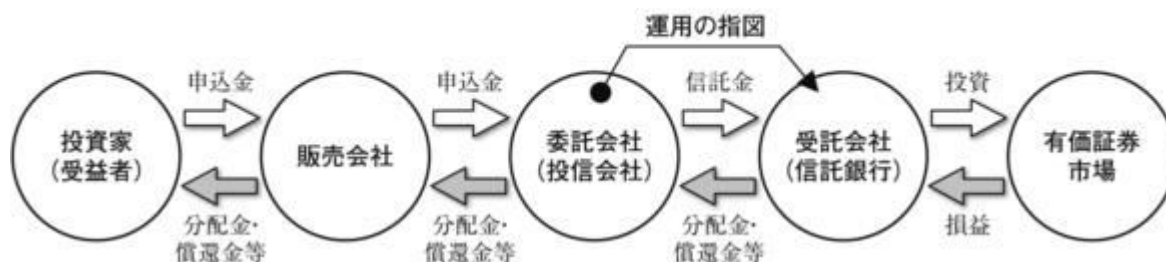 運用の指図
申込金
申込金
信託金
投資
投資家
（受益者）
販売会社
委託会社
（投信会社）
受託会社
（信託銀行）
有価証券
市場
分配金・
償還金等
分配金・
償還金等
分配金・
償還金等
損益